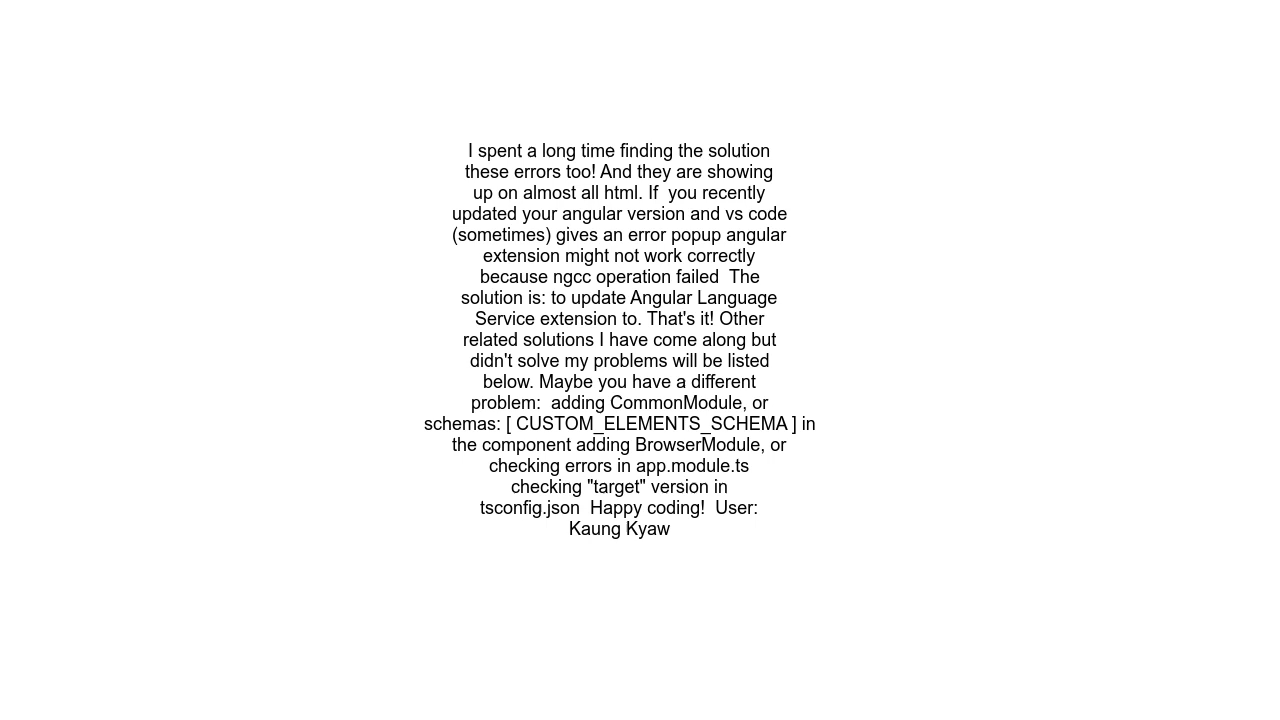 I spent a long time finding the solution
these errors too! And they are showing
up on almost all html. If  you recently
updated your angular version and vs code
(sometimes) gives an error popup angular
extension might not work correctly
because ngcc operation failed  The
solution is: to update Angular Language
Service extension to. That's it! Other
related solutions I have come along but
didn't solve my problems will be listed
below. Maybe you have a different
problem:  adding CommonModule, or
schemas: [ CUSTOM_ELEMENTS_SCHEMA ] in
the component adding BrowserModule, or
checking errors in app.module.ts
checking "target" version in
tsconfig.json  Happy coding!  User:
Kaung Kyaw